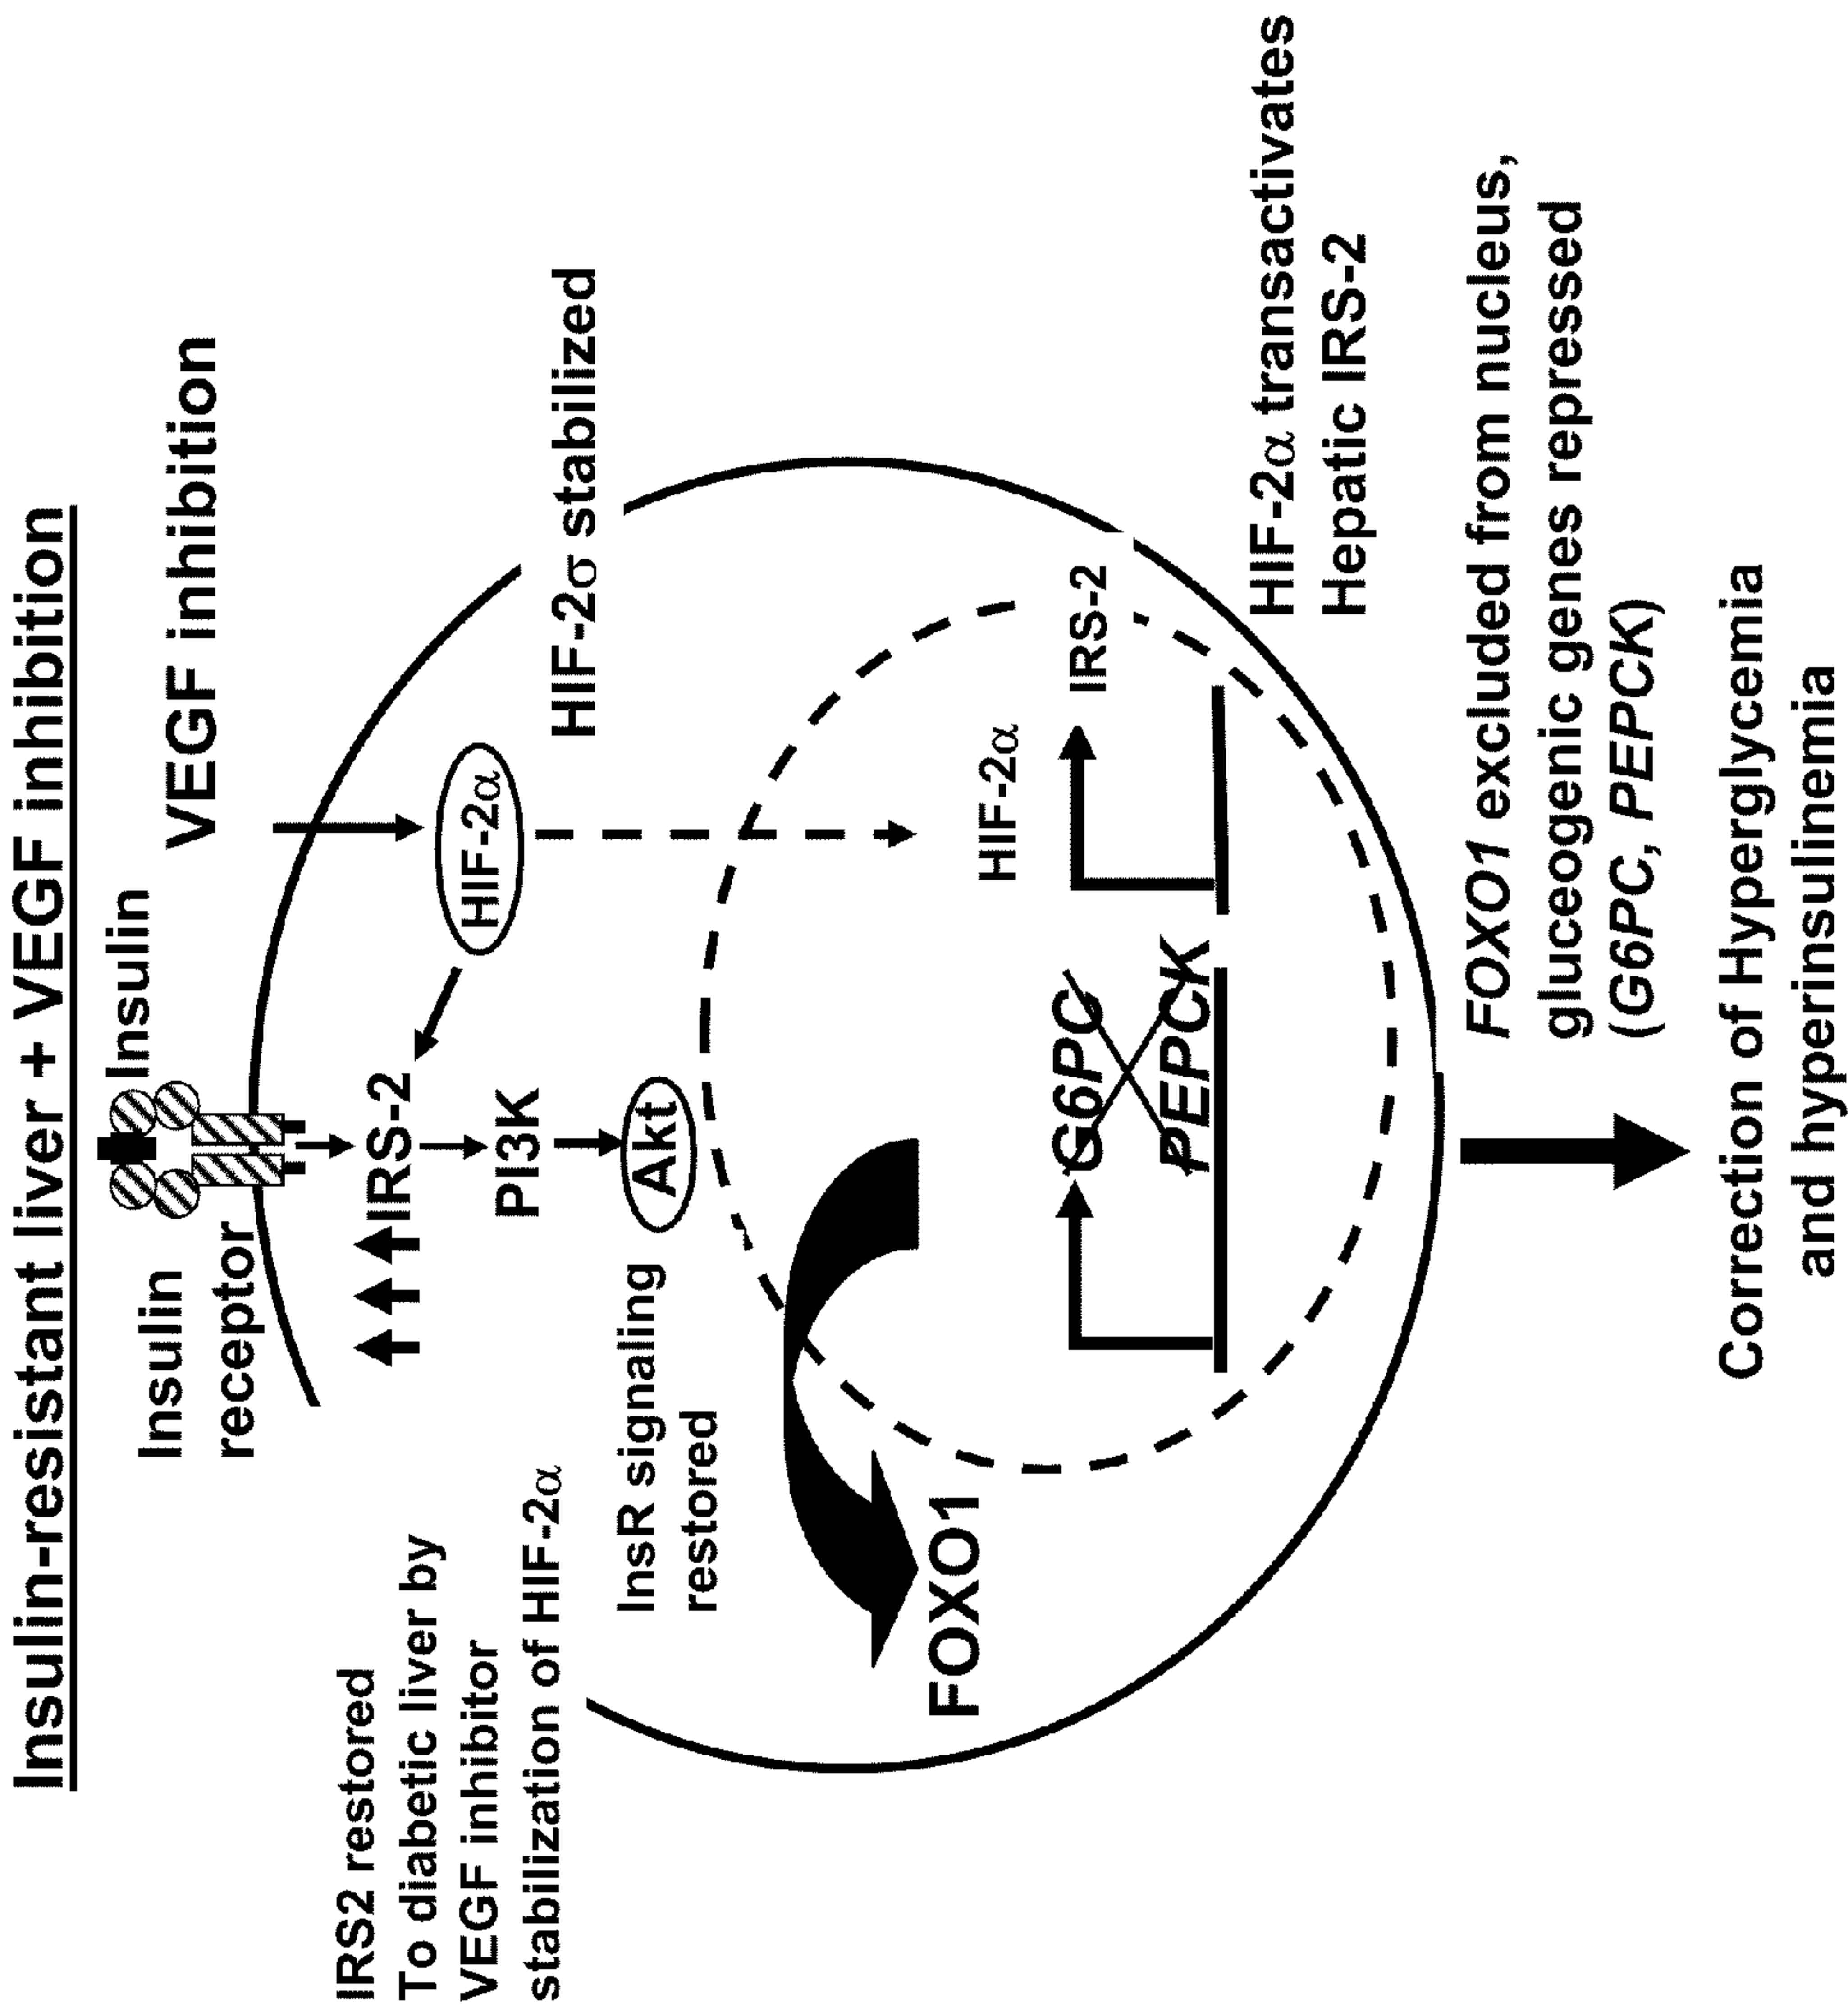 Insulin-resistant liver + VEGF inhibition
Insulin
Insulin
receptor
VEGF inhibition
IRS2 restored
To diabetic liver by
VEGF inhibitor
stabilization of HIF-2α
IRS-2
HIF-2α
PI3K
HIF-2σ stabilized
InsR signaling
restored
Akt
FOXO1
HIF-2α
G6PC
PEPCK
IRS-2
HIF-2α transactivates
Hepatic IRS-2
FOXO1 excluded from nucleus,
gluceogenic genes repressed
(G6PC, PEPCK)
Correction of Hyperglycemia
and hyperinsulinemia